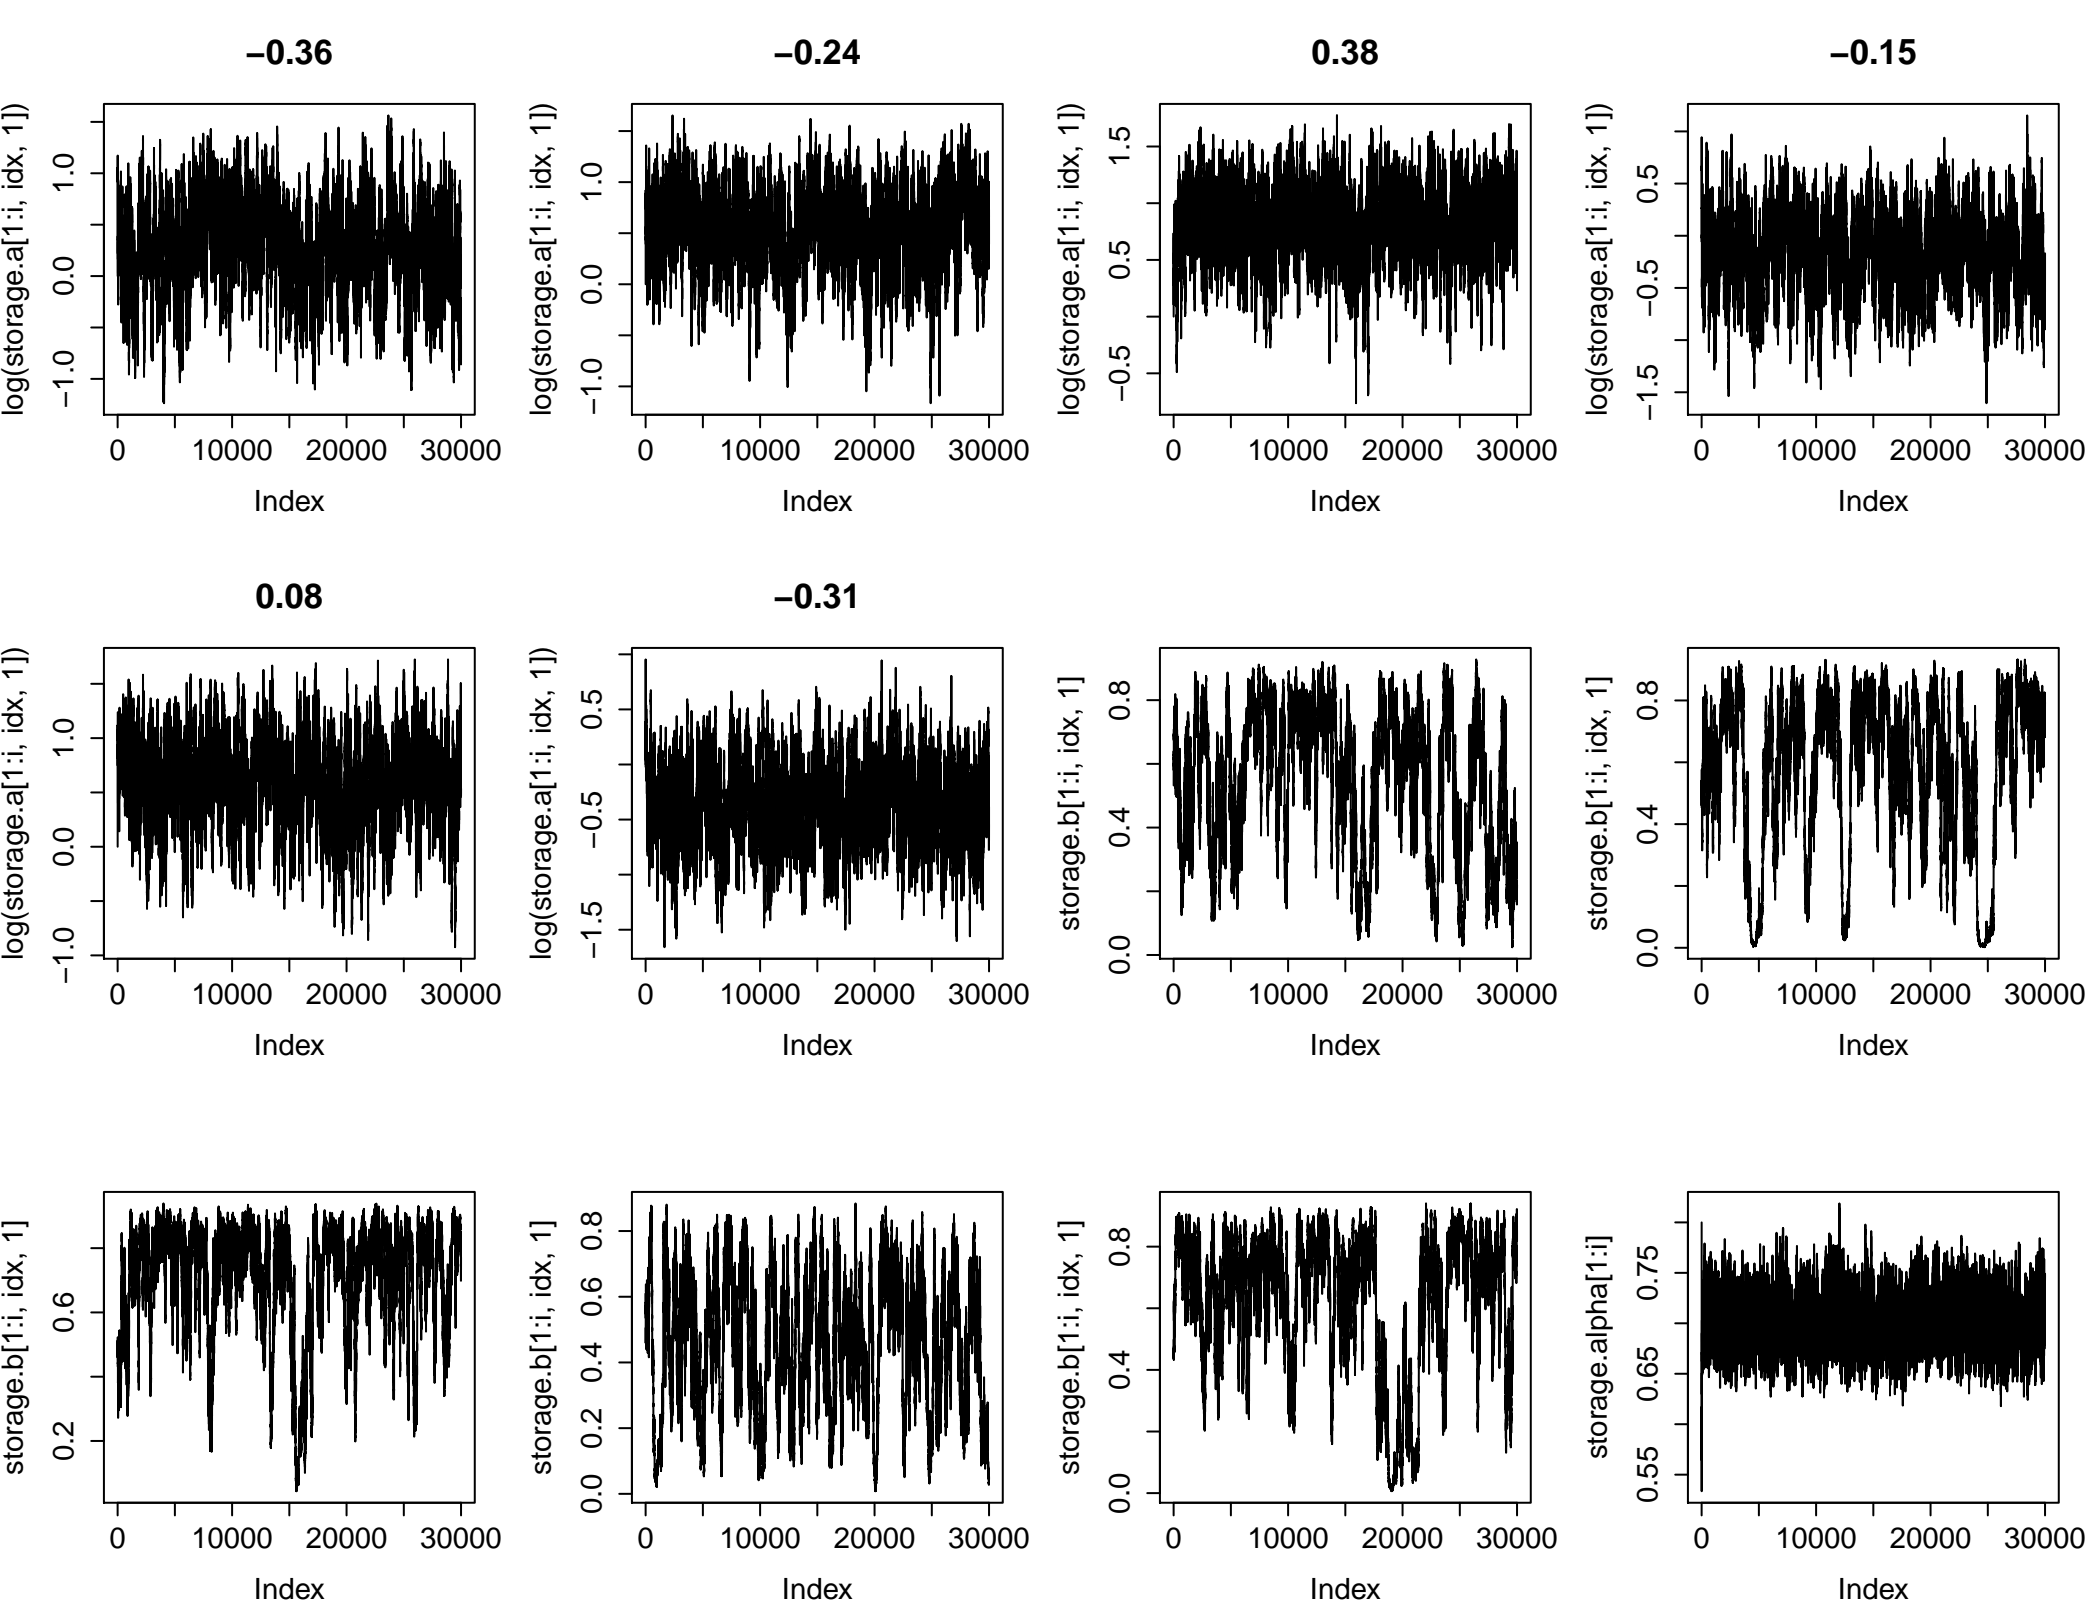 −0.36
log(storage.a[1:i, idx, 1])
−1.0 0.0 1.0
0 10000 20000 30000
Index
−0.24
log(storage.a[1:i, idx, 1])
−1.0 0.0 1.0
0 10000 20000 30000
Index
0.38
log(storage.a[1:i, idx, 1])
−0.5 0.5 1.5
0 10000 20000 30000
Index
−0.15
log(storage.a[1:i, idx, 1])
−1.5 −0.5 0.5
0 10000 20000 30000
Index
0.08
log(storage.a[1:i, idx, 1])
−1.0 0.0 1.0
0 10000 20000 30000
Index
−0.31
log(storage.a[1:i, idx, 1])
−1.5 −0.5 0.5
0 10000 20000 30000
Index
storage.b[1:i, idx, 1]
0.0 0.4 0.8
0 10000 20000 30000
Index
storage.b[1:i, idx, 1]
0.0 0.4 0.8
0 10000 20000 30000
Index
storage.b[1:i, idx, 1]
0.2 0.6
0 10000 20000 30000
Index
storage.b[1:i, idx, 1]
0.0 0.2 0.4 0.6 0.8
0 10000 20000 30000
Index
storage.b[1:i, idx, 1]
0.0 0.4 0.8
0 10000 20000 30000
Index
storage.alpha[1:i]
0.55 0.65 0.75
0 10000 20000 30000
Index